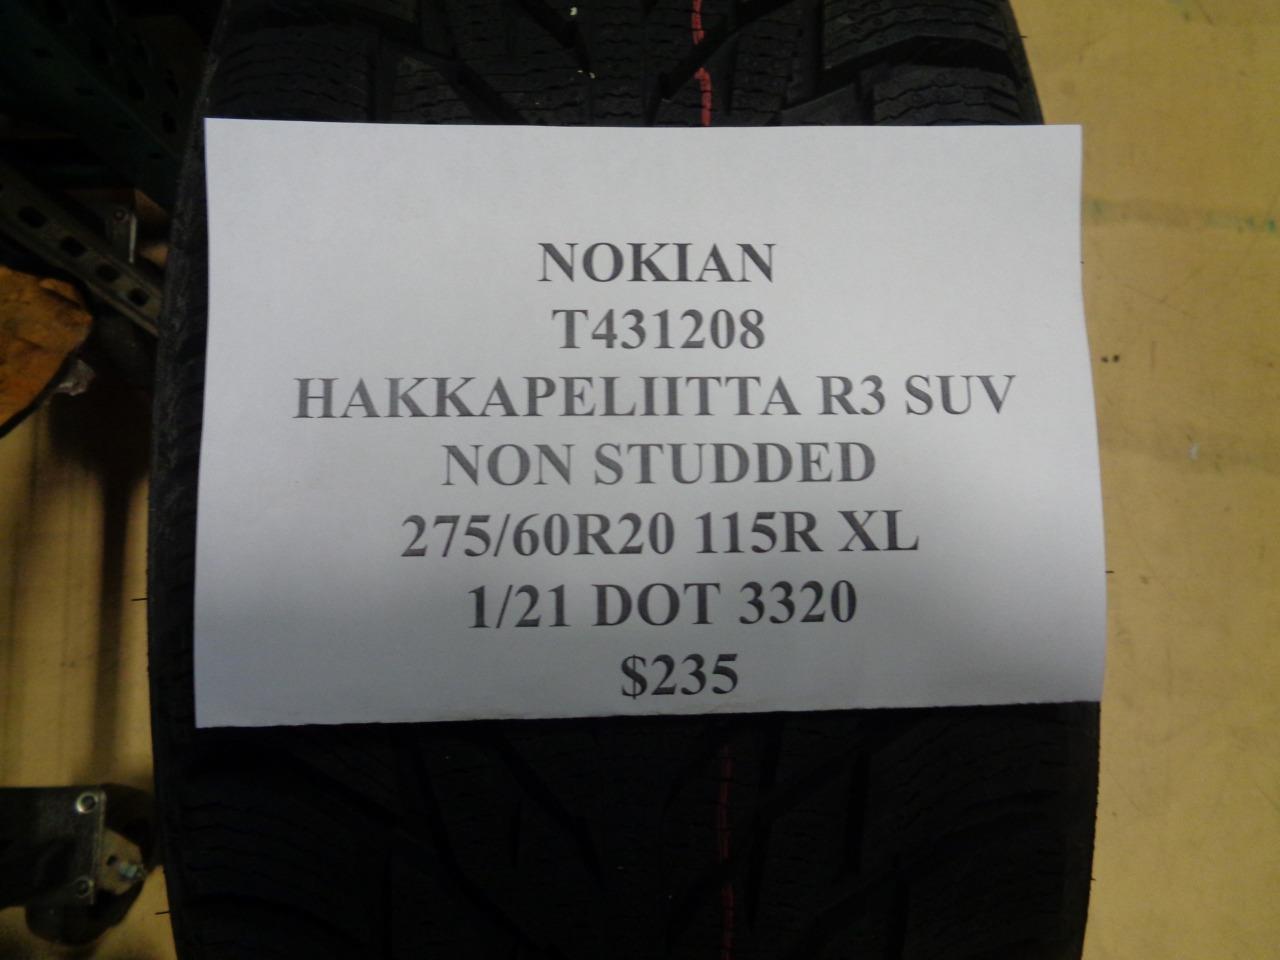 NOKIAN
T431208
HAKKAPELIITTA R3 SUV
NON STUDDED
275/60R20 115R XL
1/21 DOT 3320
$235